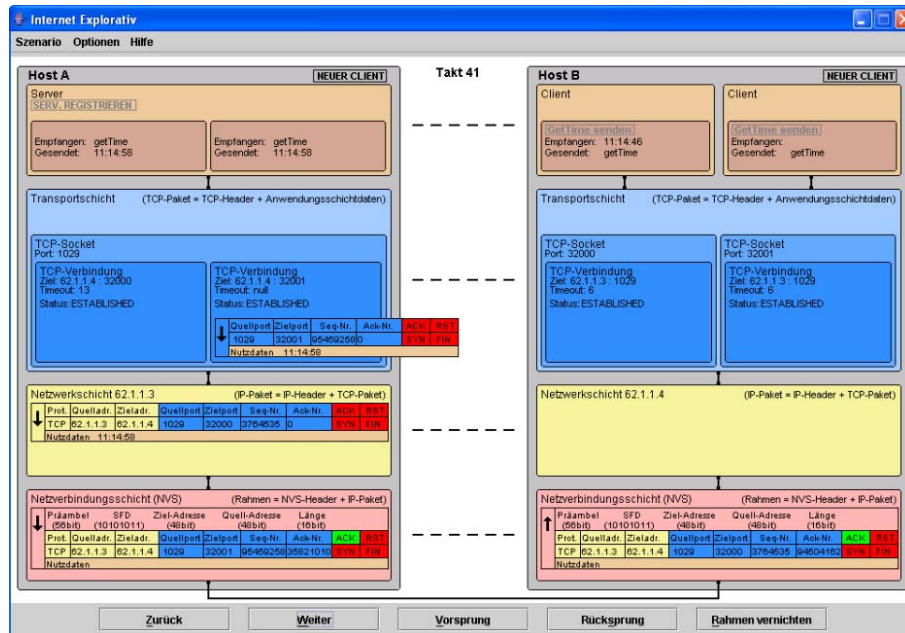 Internet Explorativ
Szenario Optionen Hilfe
Host A
NEUER CLIENT
Server
SERV. REGISTRIEREN
Empfangen: getTime
Gesendet: 11:14:58
Empfangen: getTime
Gesendet: 11:14:58
Transportschicht (TCP-Paket = TCP-Header + Anwendungsschichtdaten)
TCP-Socket
Port: 1029
TCP-Verbindung
Ziel: 62.1.1.4 : 32000
Timeout: 13
Status: ESTABLISHED
TCP-Verbindung
Ziel: 62.1.1.4 : 32001
Timeout: null
Status: ESTABLISHED
Quellport Zielport Seq-Nr. Ack-Nr. ACK RST
1029 32001 95459258 0 SYN FIN
Nutzdaten 11:14:58
Netzwerkschicht 62.1.1.3 (IP-Paket = IP-Header + TCP-Paket)
Prot. Quelladr. Zieladr. Quellport Zielport Seq-Nr. Ack-Nr. ACK RST
TCP 62.1.1.3 62.1.1.4 1029 32000 3764535 0 SYN FIN
Nutzdaten 11:14:58
Netzverbindungsschicht (NVS) (Rahmen = NVS-Header + IP-Paket)
Präambel SFD Ziel-Adresse Quell-Adresse Länge
(56bit) (10101011) (48bit) (48bit) (16bit)
Prot. Quelladr. Zieladr. Quellport Zielport Seq-Nr. Ack-Nr. ACK RST
TCP 62.1.1.3 62.1.1.4 1029 32001 95459258 35821010 SYN FIN
Nutzdaten
Takt 41
Host B
NEUER CLIENT
Client
GetTime senden
Empfangen: 11:14:46
Gesendet: getTime
Client
GetTime senden
Empfangen:
Gesendet: getTime
Transportschicht (TCP-Paket = TCP-Header + Anwendungsschichtdaten)
TCP-Socket
Port: 32000
TCP-Verbindung
Ziel: 62.1.1.3 : 1029
Timeout: 6
Status: ESTABLISHED
TCP-Socket
Port: 32001
TCP-Verbindung
Ziel: 62.1.1.3 : 1029
Timeout: 6
Status: ESTABLISHED
Netzwerkschicht 62.1.1.4 (IP-Paket = IP-Header + TCP-Paket)
Netzverbindungsschicht (NVS) (Rahmen = NVS-Header + IP-Paket)
Präambel SFD Ziel-Adresse Quell-Adresse Länge
(56bit) (10101011) (48bit) (48bit) (16bit)
Prot. Quelladr. Zieladr. Quellport Zielport Seq-Nr. Ack-Nr. ACK RST
TCP 62.1.1.3 62.1.1.4 1029 32000 3764535 94504162 SYN FIN
Nutzdaten
Zurück Weiter Vorsprung Rücksprung Rahmen vernichten